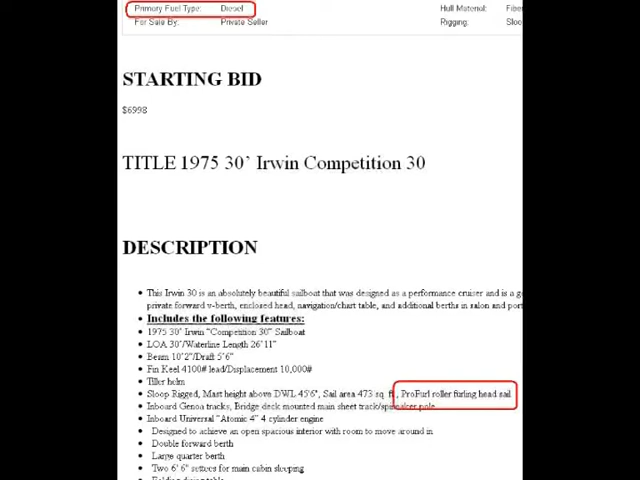 Primary Fuel Type: Diesel Hull Material: Fiber
For Sale By: Private Seller Rigging: Sloo
STARTING BID
$6998
TITLE 1975 30' Irwin Competition 30
DESCRIPTION
• This Irwin 30 is an absolutely beautiful sailboat that was designed as a performance cruiser and is a
private forward v-berth, enclosed head, navigation/chart table, and additional berths in salon and
• Includes the following features:
• 1975 30' Irwin "Competition 30" Sailboat
• LOA 30'/Waterline Length 26'11"
• Beam 10'2"/Draft 5'6"
• Fin Keel 4100# lead/Displacement 10,000#
• Tiller helm
• Sloop Rigged, Mast height above DWL 45'6", Sail area 473 sq. ft., ProFurl roller furling head sail
• Inboard Genoa tracks, Bridge deck mounted main sheet track/spinnaker pole
• Inboard Universal "Atomic 4" 4 cylinder engine
• Designed to achieve an open spacious interior with room to move around in
• Double forward berth
• Large quarter berth
• Two 6' 6" settees for main cabin sleeping
• Folding dining table